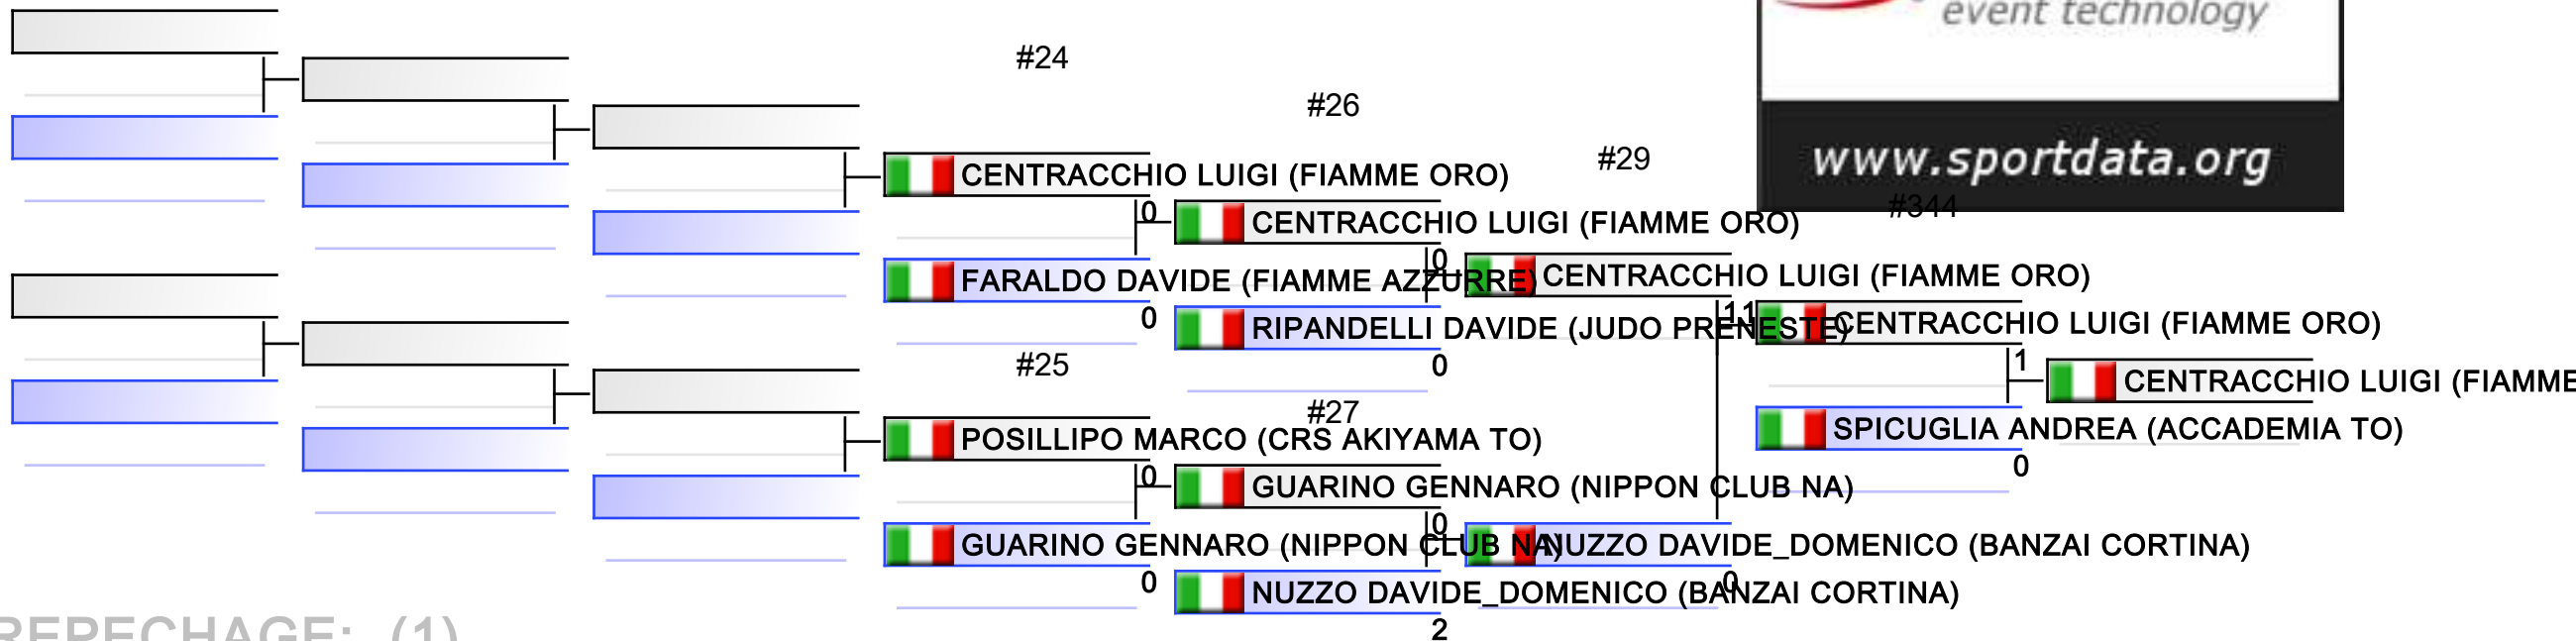 event technology
www.sportdata.org
#24
#26
#29
#344
CENTRACCHIO LUIGI (FIAMME ORO)
0
CENTRACCHIO LUIGI (FIAMME ORO)
0
FARALDO DAVIDE (FIAMME AZZURRE)
0
CENTRACCHIO LUIGI (FIAMME ORO)
11
RIPANDELLI DAVIDE (JUDO PRENESTE)
0
CENTRACCHIO LUIGI (FIAMME ORO)
1
#25
CENTRACCHIO LUIGI (FIAMME
#27
POSILLIPO MARCO (CRS AKIYAMA TO)
0
SPICUGLIA ANDREA (ACCADEMIA TO)
0
GUARINO GENNARO (NIPPON CLUB NA)
0
GUARINO GENNARO (NIPPON CLUB NA)
0
NUZZO DAVIDE_DOMENICO (BANZAI CORTINA)
0
NUZZO DAVIDE_DOMENICO (BANZAI CORTINA)
2
REPECHAGE: (1)